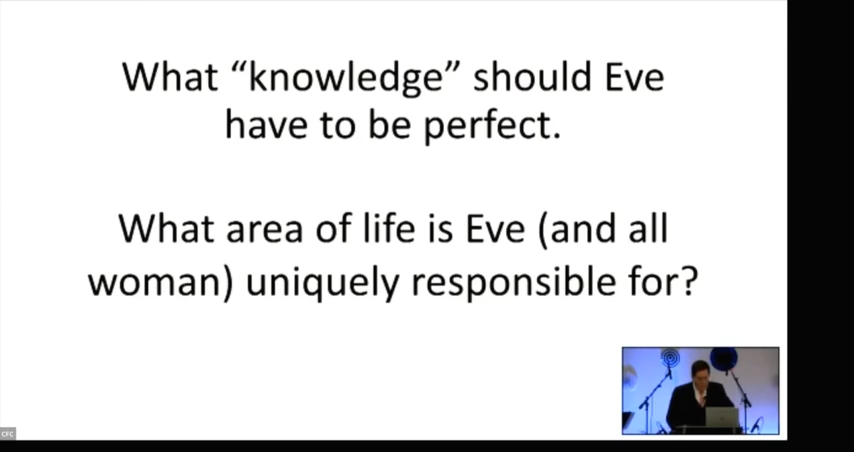 What “knowledge” should Eve
have to be perfect.
What area of life is Eve (and all
woman) uniquely responsible for?
CFC